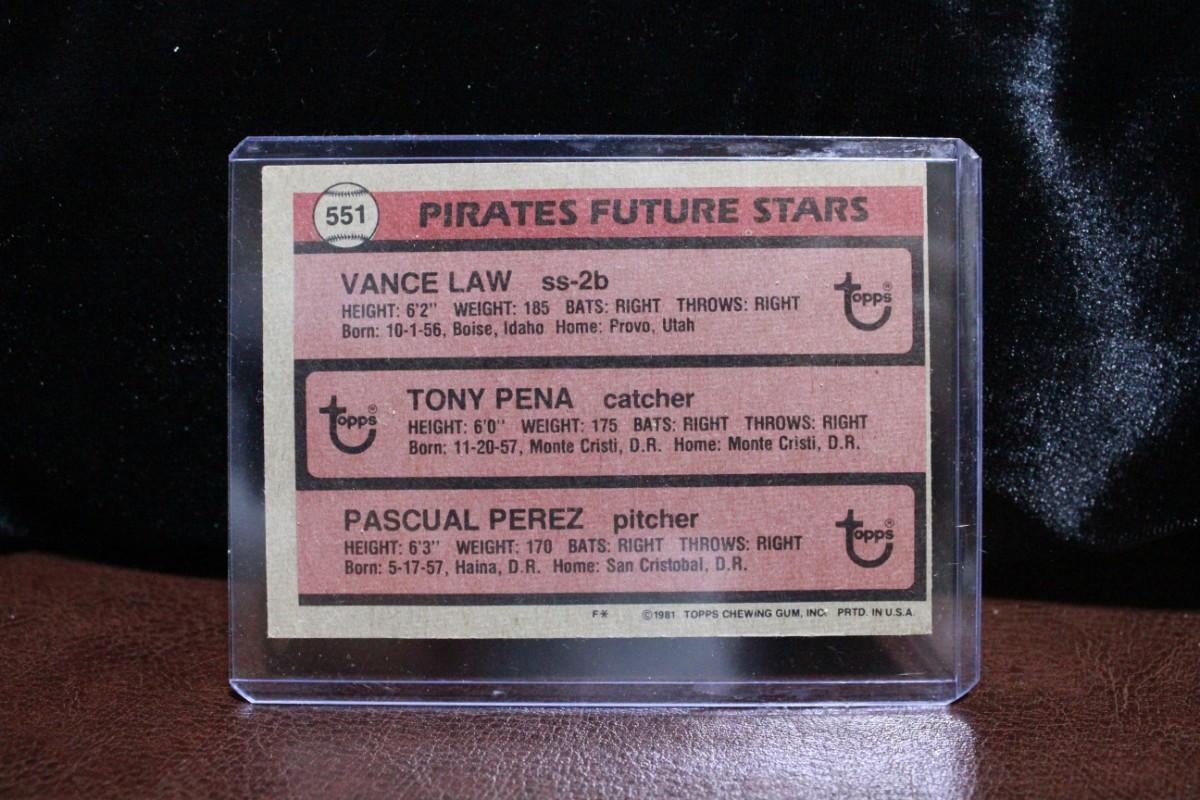 551 PIRATES FUTURE STARS
VANCE LAW ss-2b
HEIGHT: 6'2" WEIGHT: 185 BATS: RIGHT THROWS: RIGHT
Born: 10-1-56, Boise, Idaho Home: Provo, Utah
topps®
TONY PENA catcher
HEIGHT: 6'0" WEIGHT: 175 BATS: RIGHT THROWS: RIGHT
Born: 11-20-57, Monte Cristi, D.R. Home: Monte Cristi, D.R.
topps®
PASCUAL PEREZ pitcher
HEIGHT: 6'3" WEIGHT: 170 BATS: RIGHT THROWS: RIGHT
Born: 5-17-57, Haina, D.R. Home: San Cristobal, D.R.
topps®
F* ©1981 TOPPS CHEWING GUM, INC. PRTD. IN U.S.A.